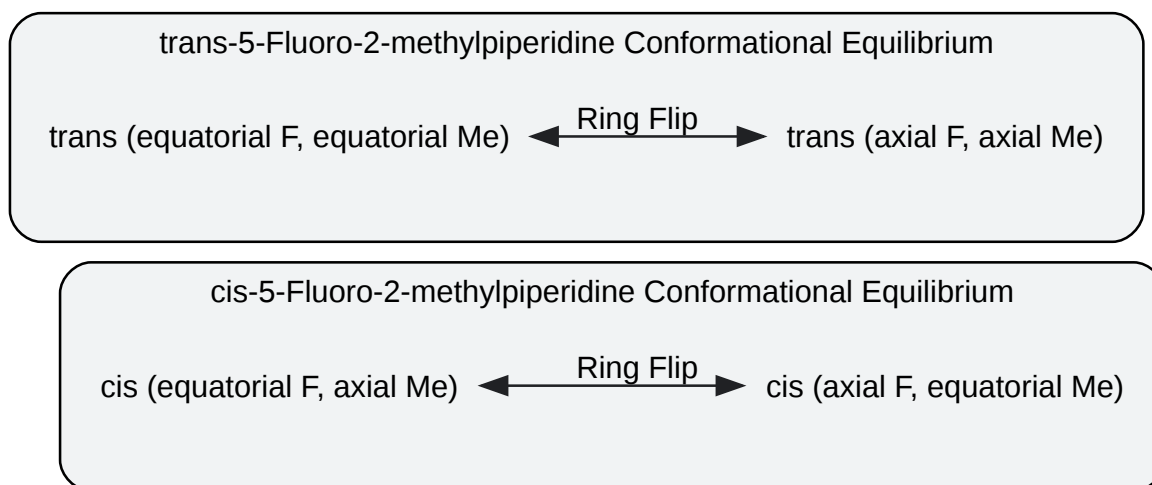 trans-5-Fluoro-2-methylpiperidine Conformational Equilibrium
Ring Flip
trans (equatorial F, equatorial Me)
trans (axial F, axial Me)
cis-5-Fluoro-2-methylpiperidine Conformational Equilibrium
Ring Flip
cis (equatorial F, axial Me)
cis (axial F, equatorial Me)